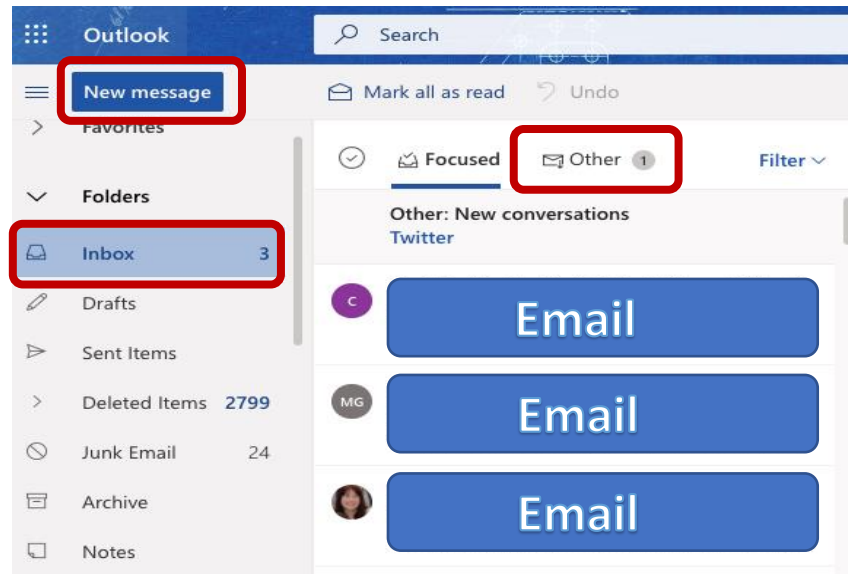 Outlook
Search
New message
Mark all as read
Undo
Favorites
Focused
Other 1
Filter
Folders
Other: New conversations
Twitter
Inbox 3
C
Email
Drafts
Sent Items
Deleted Items 2799
MG
Email
Junk Email 24
Archive
Email
Notes